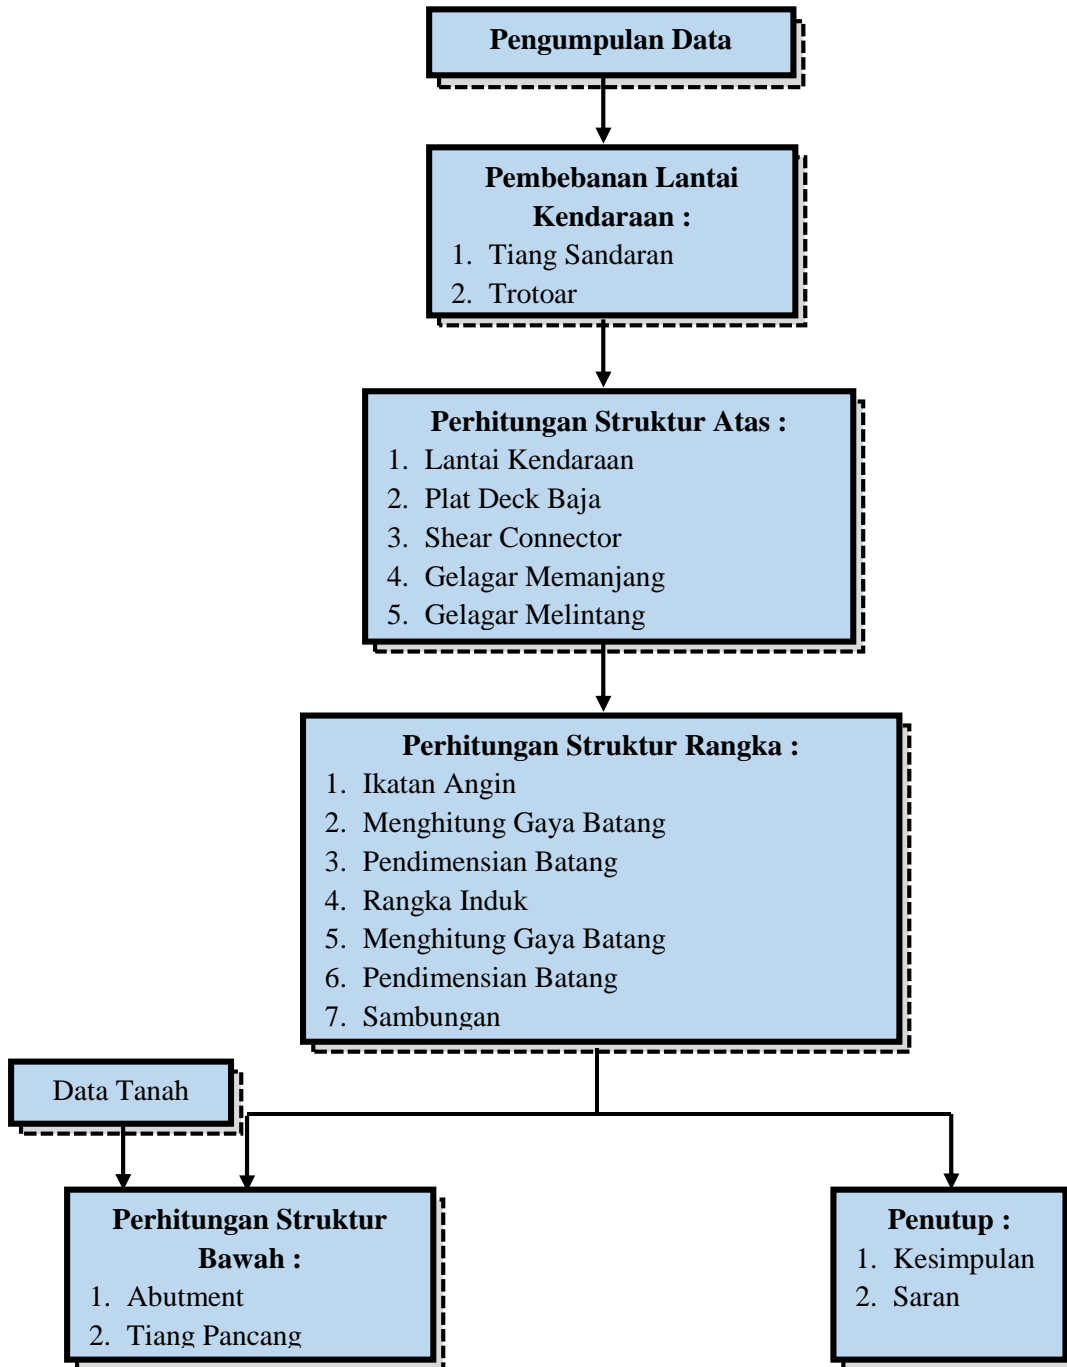 Pengumpulan Data
Pembebanan Lantai
Kendaraan :
1. Tiang Sandaran
2. Trotoar
Perhitungan Struktur Atas :
1. Lantai Kendaraan
2. Plat Deck Baja
3. Shear Connector
4. Gelagar Memanjang
5. Gelagar Melintang
Perhitungan Struktur Rangka :
1. Ikatan Angin
2. Menghitung Gaya Batang
3. Pendimensian Batang
4. Rangka Induk
5. Menghitung Gaya Batang
6. Pendimensian Batang
7. Sambungan
Data Tanah
Perhitungan Struktur
Bawah :
1. Abutment
2. Tiang Pancang
Penutup :
1. Kesimpulan
2. Saran